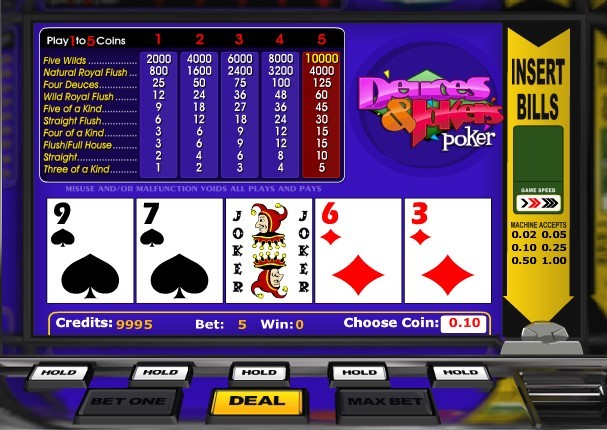 Play 1 to 5 Coins 1 2 3 4 5
Five Wilds........................ 2000 4000 6000 8000 10000
Natural Royal Flush ... 800 1600 2400 3200 4000
Four Deuces............... 25 50 75 100 125
Wild Royal Flush ........ 12 24 36 48 60
Five of a Kind.............. 9 18 27 36 45
Straight Flush............. 6 12 18 24 30
Four of a Kind............. 3 6 9 12 15
Flush/Full House......... 3 6 9 12 15
Straight........................ 2 4 6 8 10
Three of a Kind........... 1 2 3 4 5
MISUSE AND/OR MALFUNCTION VOIDS ALL PLAYS AND PAYS
Deuces
& Jokers
poker
INSERT
BILLS
GAME SPEED
MACHINE ACCEPTS
0.02 0.05
0.10 0.25
0.50 1.00
9 7 JOKER JOKER 6 3
Credits: 9995 Bet: 5 Win: 0 Choose Coin: 0.10
HOLD HOLD HOLD HOLD HOLD
BET ONE DEAL MAX BET